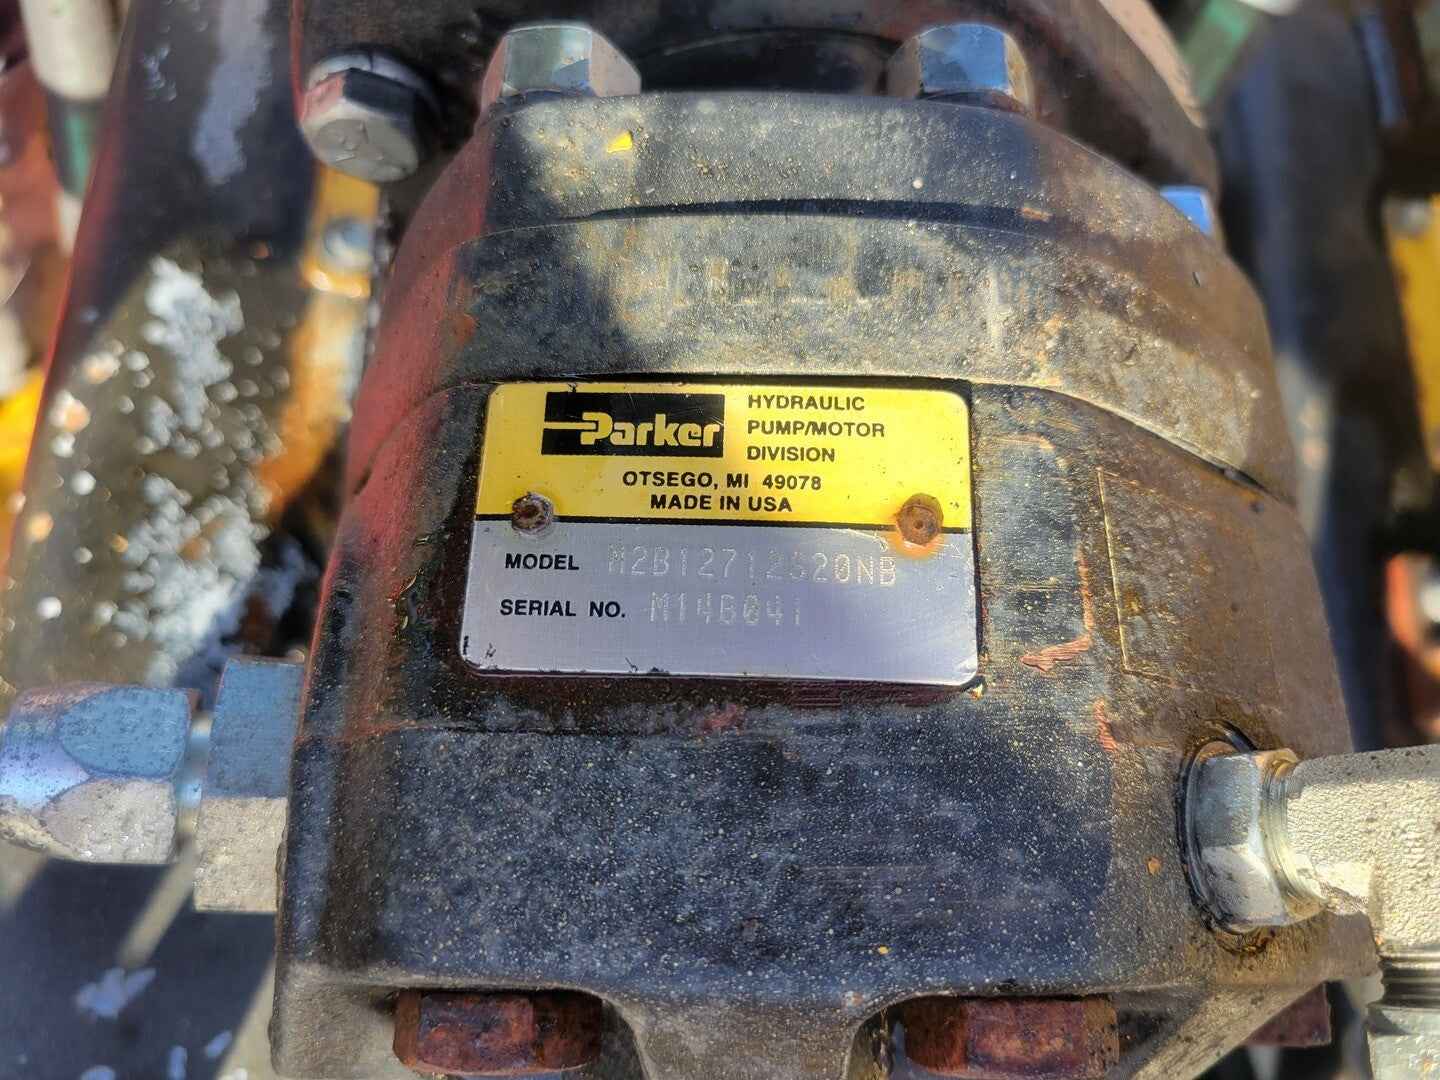 Parker
HYDRAULIC
PUMP/MOTOR
DIVISION
OTSEGO, MI 49078
MADE IN USA
MODEL M2B12712S20NB
SERIAL NO. M14B041